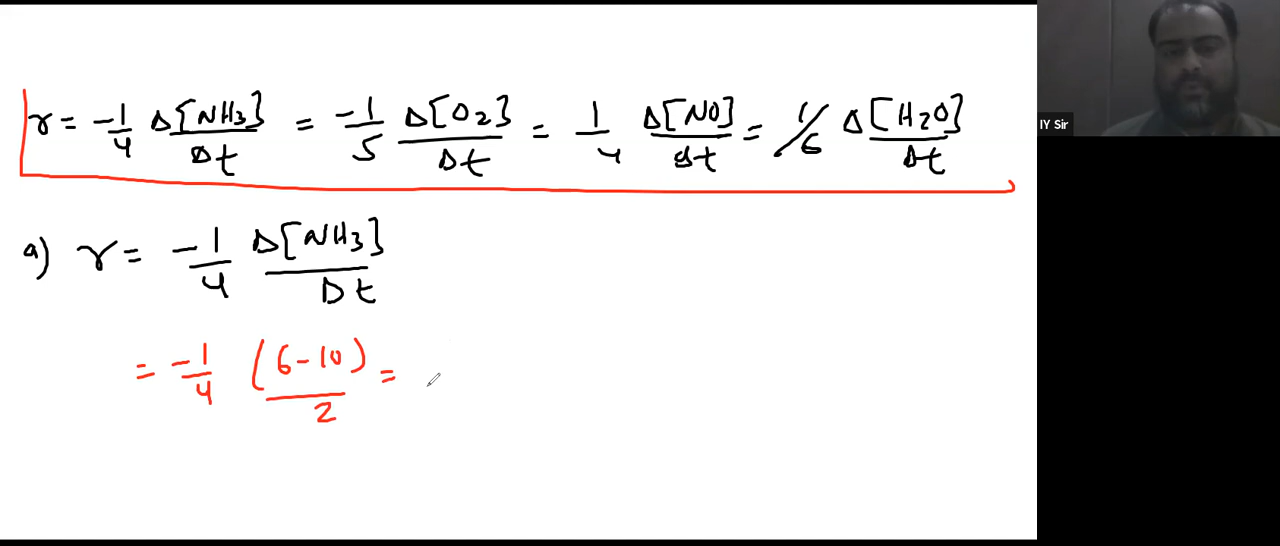 r = -1/4 Δ[NH3]/Δt = -1/5 Δ[O2]/Δt = 1/4 Δ[NO]/Δt = 1/6 Δ[H2O]/Δt
IY Sir
a) r = -1/4 Δ[NH3]/Δt
= -1/4 (6-10)/2 =